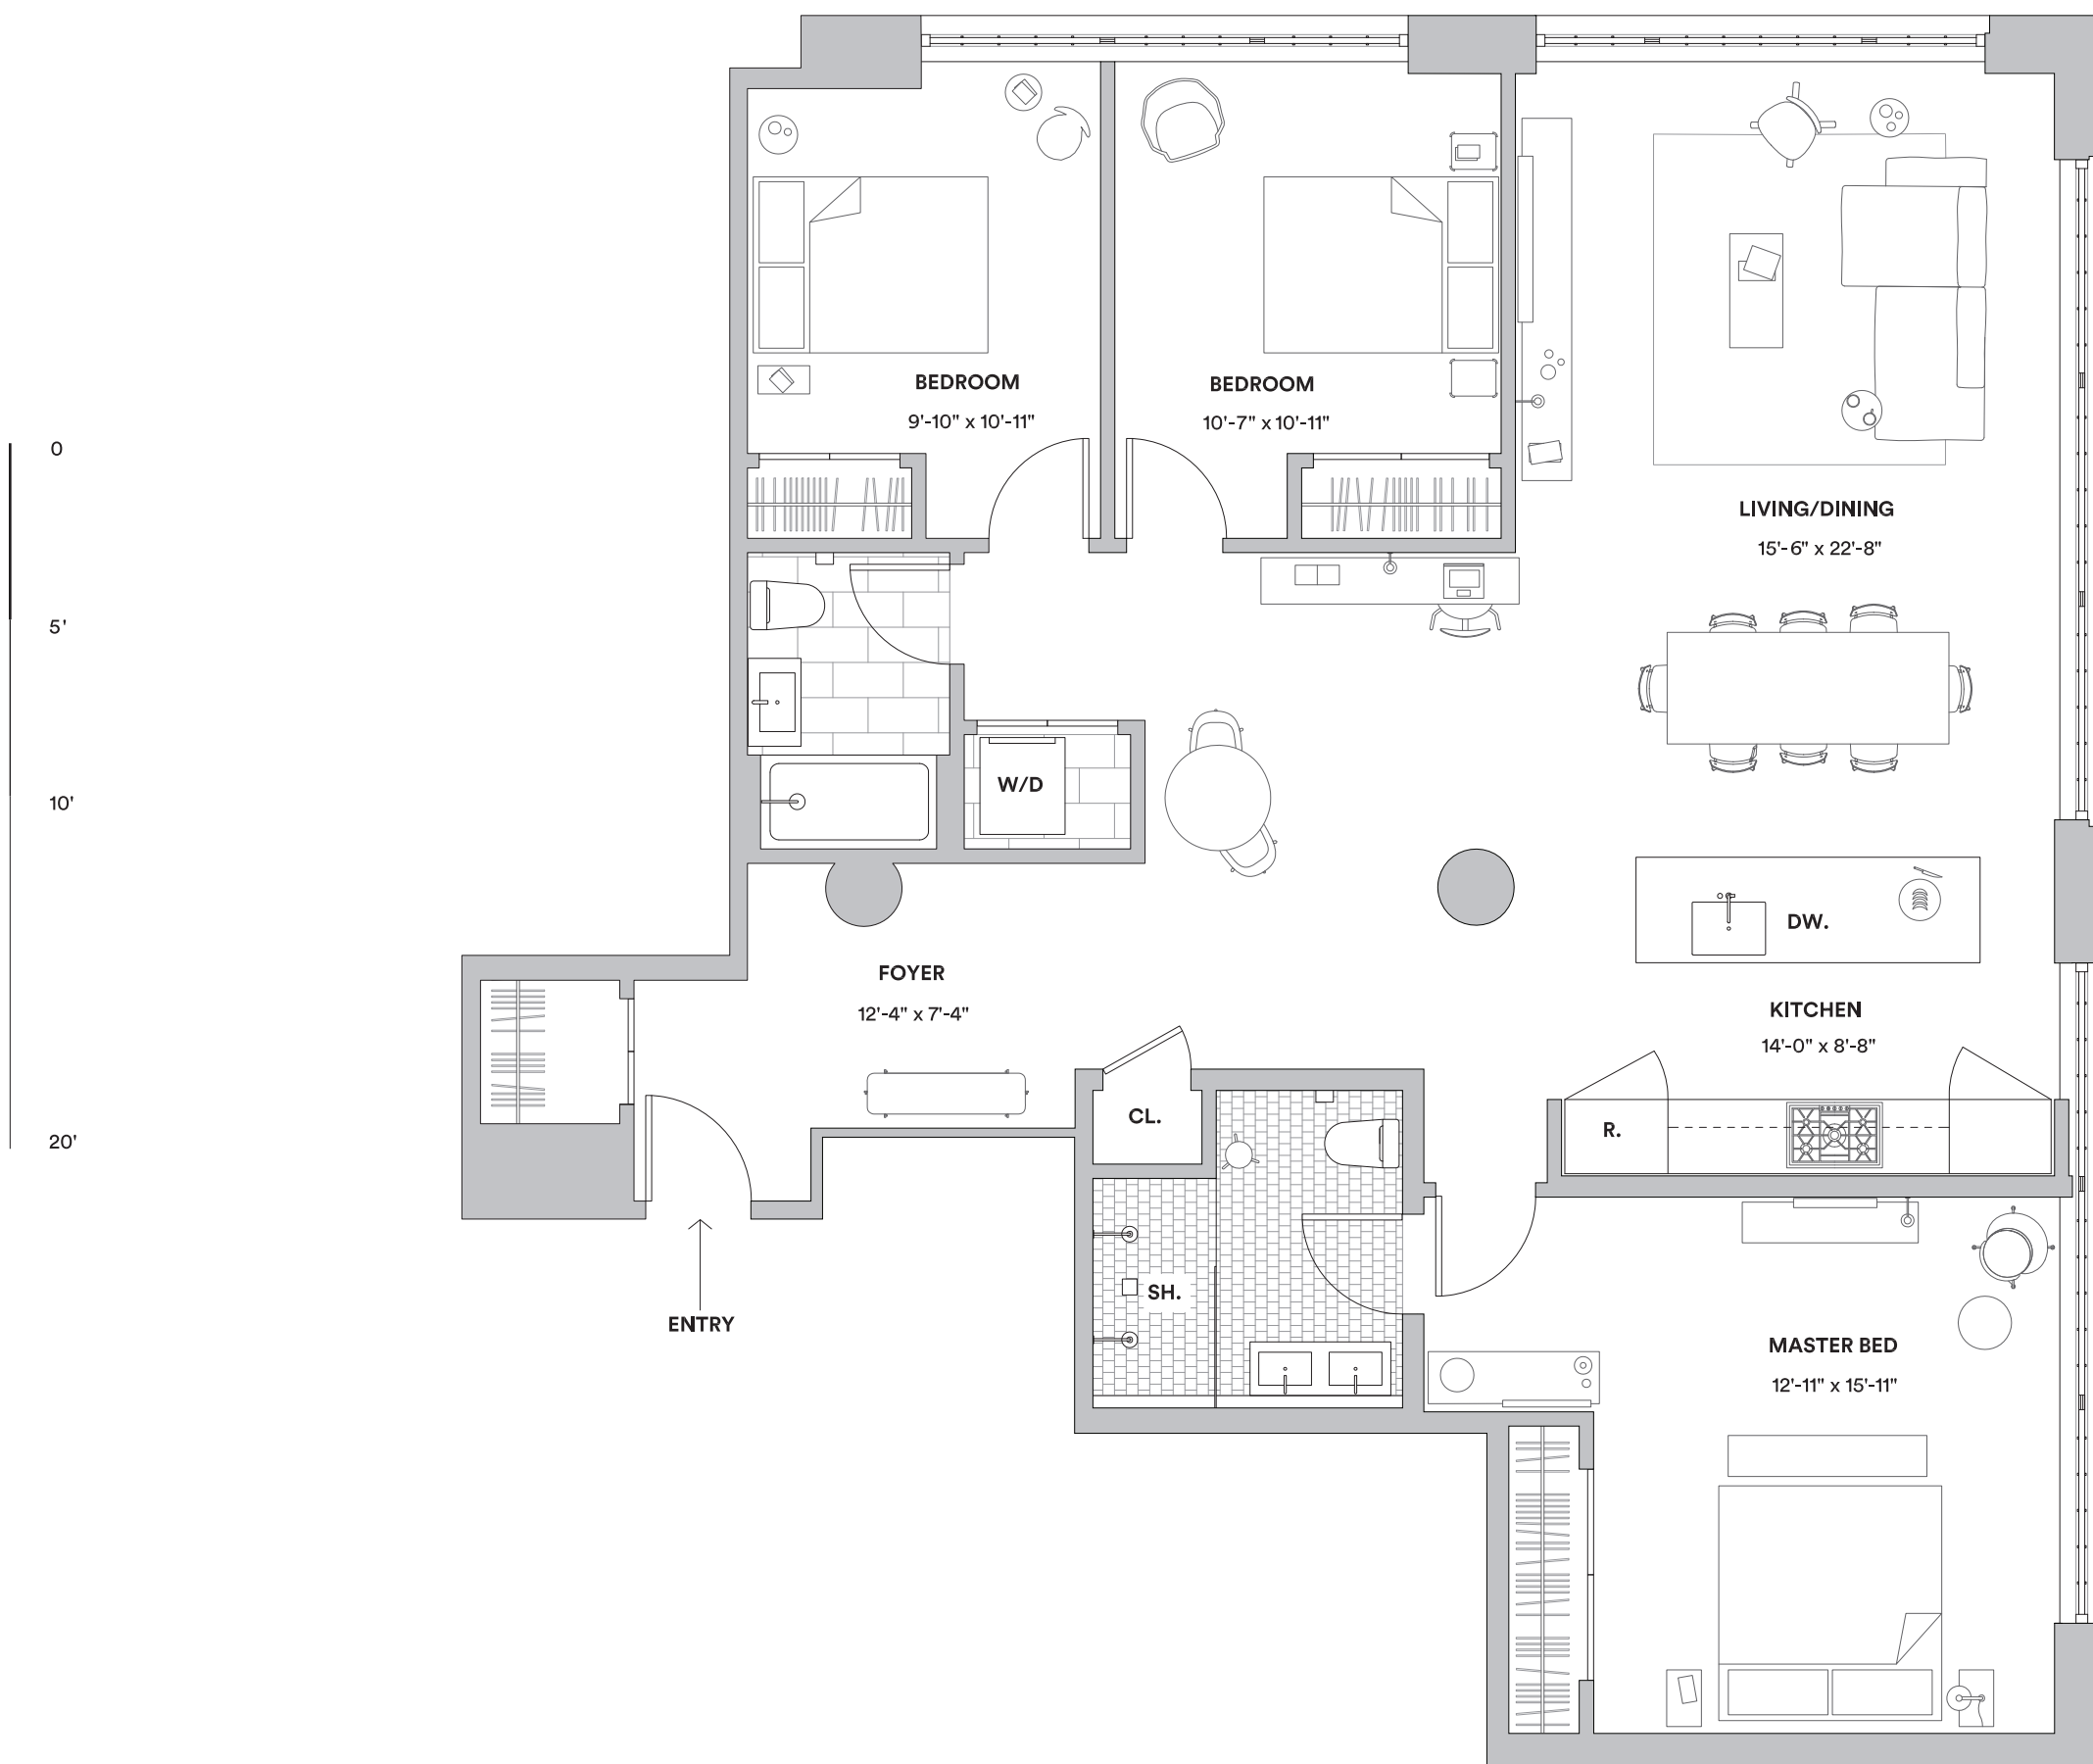 BEDROOM
9'-10" x 10'-11"
BEDROOM
10'-7" x 10'-11"
0
5'
10'
20'
LIVING/DINING
15'-6" x 22'-8"
W/D
DW.
FOYER
12'-4" x 7'-4"
KITCHEN
14'-0" x 8'-8"
CL.
R.
SH.
ENTRY
MASTER BED
12'-11" x 15'-11"